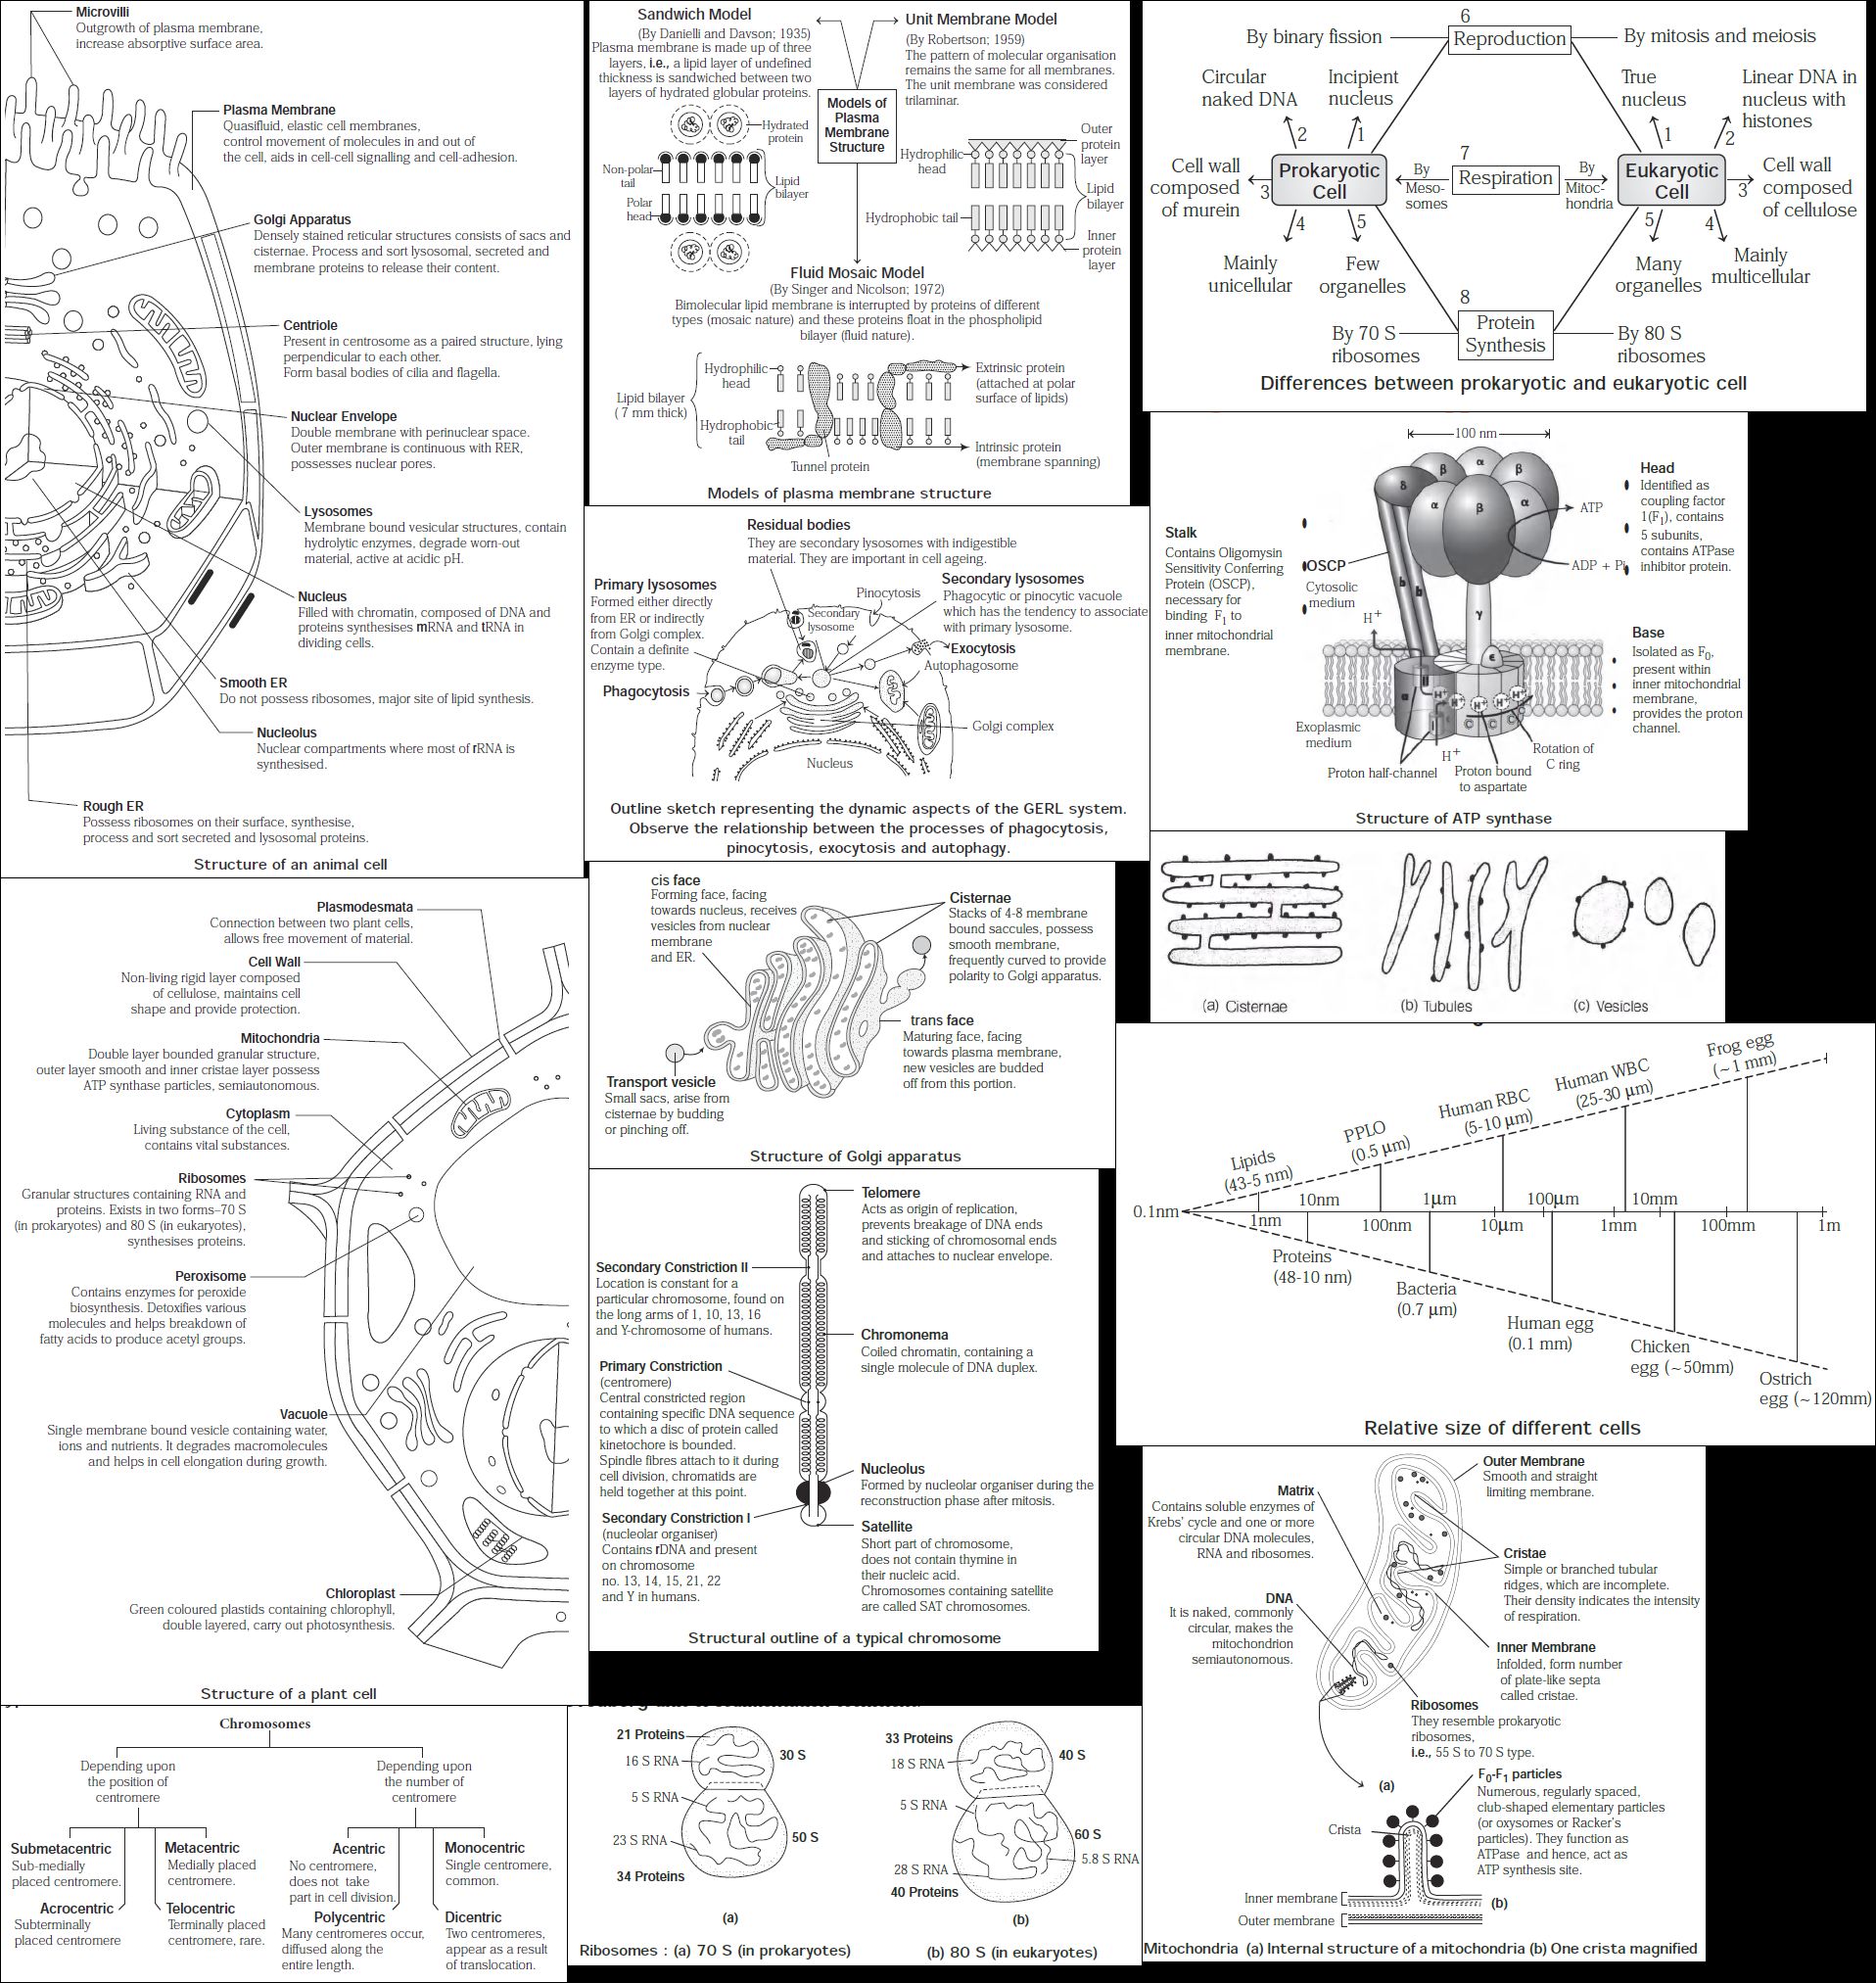 Microvilli
Outgrowth of plasma membrane,
increase absorptive surface area.
Plasma Membrane
Quasifluid, elastic cell membranes,
control movement of molecules in and out of
the cell, aids in cell-cell signalling and cell-adhesion.
Golgi Apparatus
Densely stained reticular structures consists of sacs and
cisternae. Process and sort lysosomal, secreted and
membrane proteins to release their content.
Centriole
Present in centrosome as a paired structure, lying
perpendicular to each other.
Form basal bodies of cilia and flagella.
Nuclear Envelope
Double membrane with perinuclear space.
Outer membrane is continuous with RER,
possesses nuclear pores.
Lysosomes
Membrane bound vesicular structures, contain
hydrolytic enzymes, degrade worn-out
material, active at acidic pH.
Nucleus
Filled with chromatin, composed of DNA and
proteins synthesises mRNA and tRNA in
dividing cells.
Smooth ER
Do not possess ribosomes, major site of lipid synthesis.
Nucleolus
Nuclear compartments where most of rRNA is
synthesised.
Rough ER
Possess ribosomes on their surface, synthesise,
process and sort secreted and lysosomal proteins.
Structure of an animal cell
Sandwich Model
(By Danielli and Davson; 1935)
Plasma membrane is made up of three
layers, i.e., a lipid layer of undefined
thickness is sandwiched between two
layers of hydrated globular proteins.
Unit Membrane Model
(By Robertson; 1959)
The pattern of molecular organisation
remains the same for all membranes.
The unit membrane was considered
trilaminar.
Models of
Plasma
Membrane
Structure
Hydrated
protein
Non-polar
tail
Polar
head
Lipid
bilayer
Outer
protein
layer
Hydrophilic
head
Lipid
bilayer
Hydrophobic tail
Inner
protein
layer
Fluid Mosaic Model
(By Singer and Nicolson; 1972)
Bimolecular lipid membrane is interrupted by proteins of different
types (mosaic nature) and these proteins float in the phospholipid
bilayer (fluid nature).
Hydrophilic
head
Lipid bilayer
( 7 mm thick)
Hydrophobic
tail
Tunnel protein
Extrinsic protein
(attached at polar
surface of lipids)
Intrinsic protein
(membrane spanning)
Models of plasma membrane structure
6
Reproduction
By binary fission
By mitosis and meiosis
Circular
naked DNA
Incipient
nucleus
True
nucleus
Linear DNA in
nucleus with
histones
2
1
1
2
Cell wall
composed
of murein
3
Prokaryotic
Cell
By
Meso-
somes
7
Respiration
By
Mitoc-
hondria
Eukaryotic
Cell
3
Cell wall
composed
of cellulose
4
5
5
4
Mainly
unicellular
Few
organelles
Many
organelles
Mainly
multicellular
8
Protein
Synthesis
By 70 S
ribosomes
By 80 S
ribosomes
Differences between prokaryotic and eukaryotic cell
Residual bodies
They are secondary lysosomes with indigestible
material. They are important in cell ageing.
Primary lysosomes
Formed either directly
from ER or indirectly
from Golgi complex.
Contain a definite
enzyme type.
Phagocytosis
Pinocytosis
Secondary
lysosome
Secondary lysosomes
Phagocytic or pinocytic vacuole
which has the tendency to associate
with primary lysosome.
Exocytosis
Autophagosome
Golgi complex
Nucleus
Outline sketch representing the dynamic aspects of the GERL system.
Observe the relationship between the processes of phagocytosis,
pinocytosis, exocytosis and autophagy.
100 nm
Stalk
Contains Oligomysin
Sensitivity Conferring
Protein (OSCP),
necessary for
binding F1 to
inner mitochondrial
membrane.
OSCP
Cytosolic
medium
H+
δ
β
α
β
α
β
α
b
b
γ
ε
a
II
I
H+
H+
H+
H+
H+
C
C
C
C
ATP
ADP + Pi
Head
Identified as
coupling factor
1(F1), contains
5 subunits,
contains ATPase
inhibitor protein.
Base
Isolated as F0,
present within
inner mitochondrial
membrane,
provides the proton
channel.
Exoplasmic
medium
Proton half-channel
H+
Proton bound
to aspartate
Rotation of
C ring
Structure of ATP synthase
(a) Cisternae
(b) Tubules
(c) Vesicles
Plasmodesmata
Connection between two plant cells,
allows free movement of material.
Cell Wall
Non-living rigid layer composed
of cellulose, maintains cell
shape and provide protection.
Mitochondria
Double layer bounded granular structure,
outer layer smooth and inner cristae layer possess
ATP synthase particles, semiautonomous.
Cytoplasm
Living substance of the cell,
contains vital substances.
Ribosomes
Granular structures containing RNA and
proteins. Exists in two forms–70 S
(in prokaryotes) and 80 S (in eukaryotes),
synthesises proteins.
Peroxisome
Contains enzymes for peroxide
biosynthesis. Detoxifies various
molecules and helps breakdown of
fatty acids to produce acetyl groups.
Vacuole
Single membrane bound vesicle containing water,
ions and nutrients. It degrades macromolecules
and helps in cell elongation during growth.
Chloroplast
Green coloured plastids containing chlorophyll,
double layered, carry out photosynthesis.
Structure of a plant cell
cis face
Forming face, facing
towards nucleus, receives
vesicles from nuclear
membrane
and ER.
Cisternae
Stacks of 4-8 membrane
bound saccules, possess
smooth membrane,
frequently curved to provide
polarity to Golgi apparatus.
trans face
Maturing face, facing
towards plasma membrane,
new vesicles are budded
off from this portion.
Transport vesicle
Small sacs, arise from
cisternae by budding
or pinching off.
Structure of Golgi apparatus
Telomere
Acts as origin of replication,
prevents breakage of DNA ends
and sticking of chromosomal ends
and attaches to nuclear envelope.
Secondary Constriction II
Location is constant for a
particular chromosome, found on
the long arms of 1, 10, 13, 16
and Y-chromosome of humans.
Chromonema
Coiled chromatin, containing a
single molecule of DNA duplex.
Primary Constriction
(centromere)
Central constricted region
containing specific DNA sequence
to which a disc of protein called
kinetochore is bounded.
Spindle fibres attach to it during
cell division, chromatids are
held together at this point.
Nucleolus
Formed by nucleolar organiser during the
reconstruction phase after mitosis.
Secondary Constriction I
(nucleolar organiser)
Contains rDNA and present
on chromosome
no. 13, 14, 15, 21, 22
and Y in humans.
Satellite
Short part of chromosome,
does not contain thymine in
their nucleic acid.
Chromosomes containing satellite
are called SAT chromosomes.
Structural outline of a typical chromosome
Lipids
(43-5 nm)
PPLO
(0.5 μm)
Human RBC
(5-10 μm)
Human WBC
(25-30 μm)
Frog egg
(~1 mm)
0.1nm
1nm
10nm
100nm
1μm
10μm
100μm
1mm
10mm
100mm
1m
Proteins
(48-10 nm)
Bacteria
(0.7 μm)
Human egg
(0.1 mm)
Chicken
egg (~50mm)
Ostrich
egg (~120mm)
Relative size of different cells
Outer Membrane
Smooth and straight
limiting membrane.
Matrix
Contains soluble enzymes of
Krebs' cycle and one or more
circular DNA molecules,
RNA and ribosomes.
Cristae
Simple or branched tubular
ridges, which are incomplete.
Their density indicates the intensity
of respiration.
DNA
It is naked, commonly
circular, makes the
mitochondrion
semiautonomous.
Inner Membrane
Infolded, form number
of plate-like septa
called cristae.
Ribosomes
They resemble prokaryotic
ribosomes,
i.e., 55 S to 70 S type.
(a)
F0-F1 particles
Numerous, regularly spaced,
club-shaped elementary particles
(or oxysomes or Racker's
particles). They function as
ATPase and hence, act as
ATP synthesis site.
Crista
Inner membrane
Outer membrane
(b)
Mitochondria (a) Internal structure of a mitochondria (b) One crista magnified
Chromosomes
Depending upon
the position of
centromere
Depending upon
the number of
centromere
Submetacentric
Sub-medially
placed centromere.
Metacentric
Medially placed
centromere.
Acrocentric
Subterminally
placed centromere
Telocentric
Terminally placed
centromere, rare.
Acentric
No centromere,
does not take
part in cell division.
Monocentric
Single centromere,
common.
Polycentric
Many centromeres occur,
diffused along the
entire length.
Dicentric
Two centromeres,
appear as a result
of translocation.
21 Proteins
16 S RNA
30 S
5 S RNA
23 S RNA
50 S
34 Proteins
(a)
33 Proteins
18 S RNA
40 S
5 S RNA
60 S
5.8 S RNA
28 S RNA
40 Proteins
(b)
Ribosomes : (a) 70 S (in prokaryotes)
(b) 80 S (in eukaryotes)